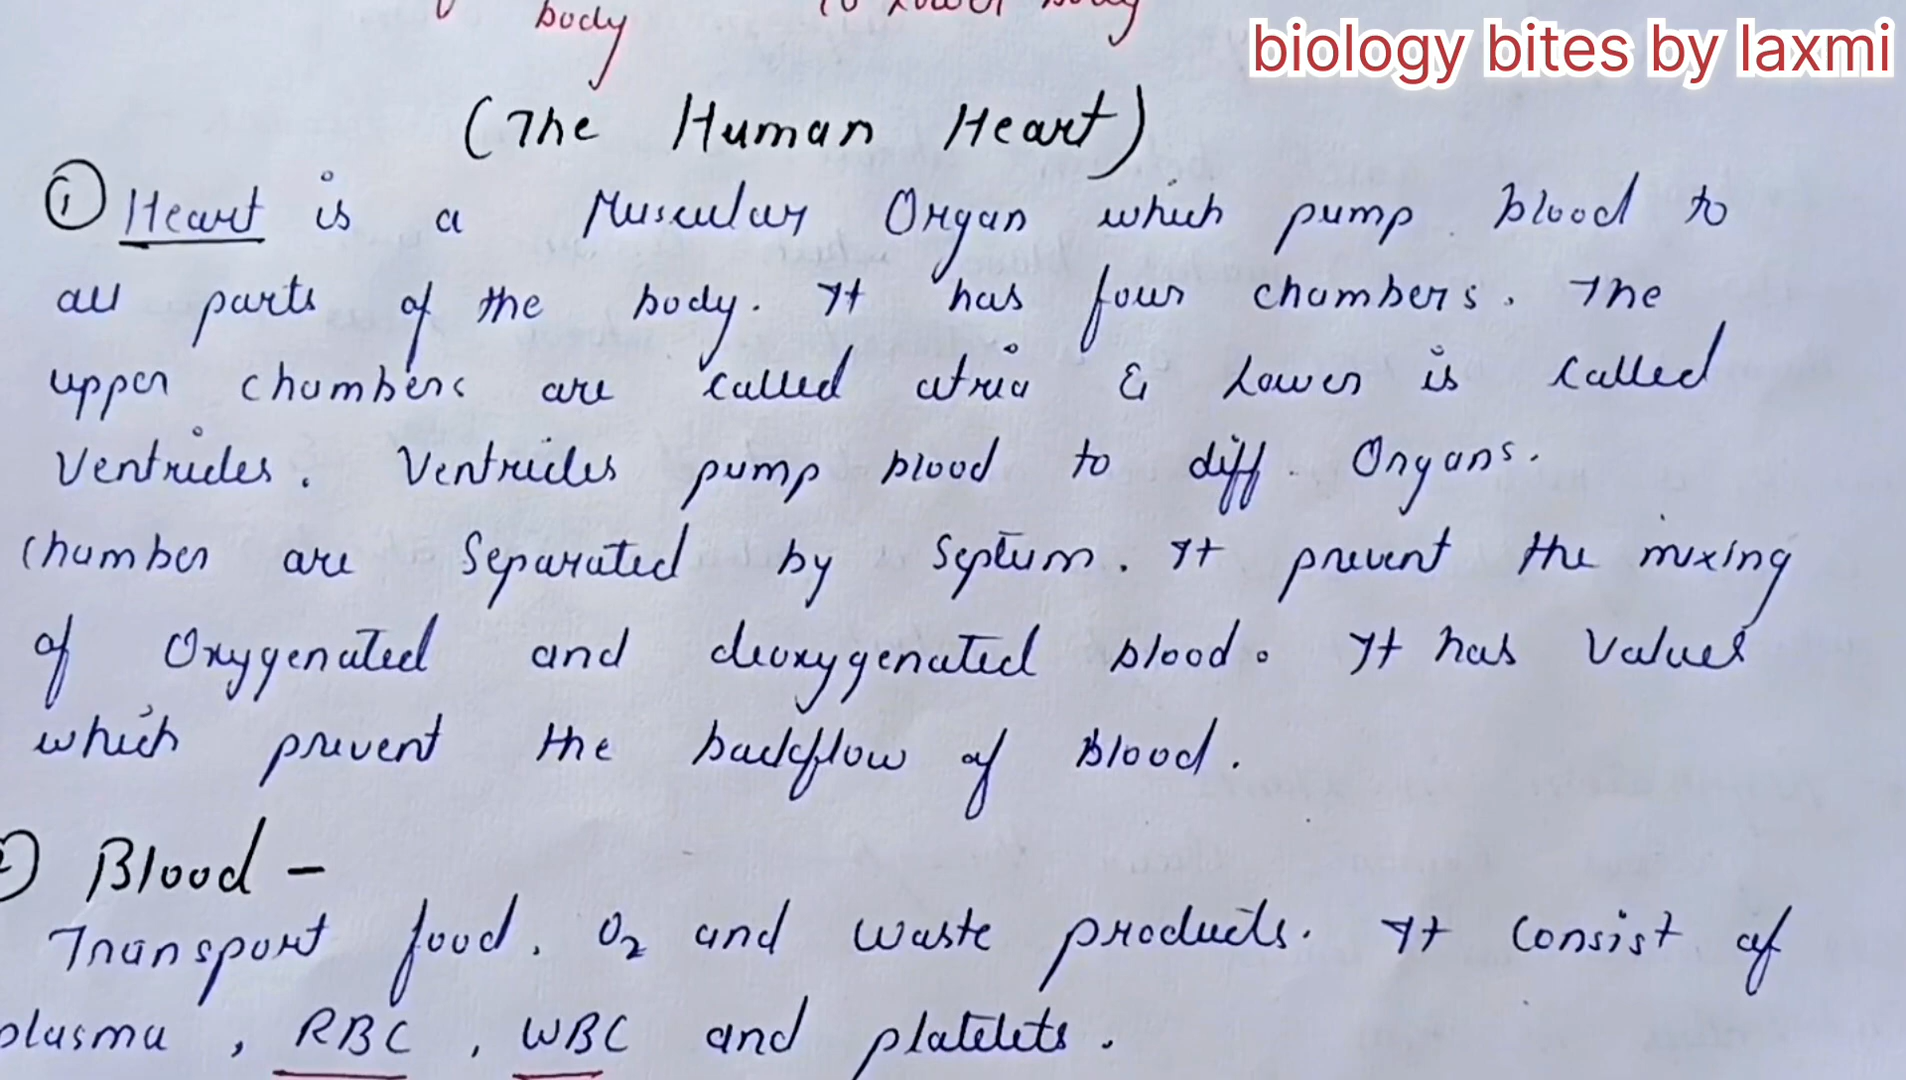 body to lower body
biology bites by laxmi
(The Human Heart)
① Heart is a Muscular Organ which pump blood to
all parts of the body. It has four chambers. The
upper chambers are called atria & Lower is called
Ventricles. Ventricles pump blood to diff. Organs.
Chamber are Separated by Septum. It prevent the mixing
of Oxygenated and deoxygenated blood. It has Values
which prevent the backflow of Blood.
② Blood -
Transport food, O2 and waste products. It consist of
plasma, RBC, WBC and platelets.